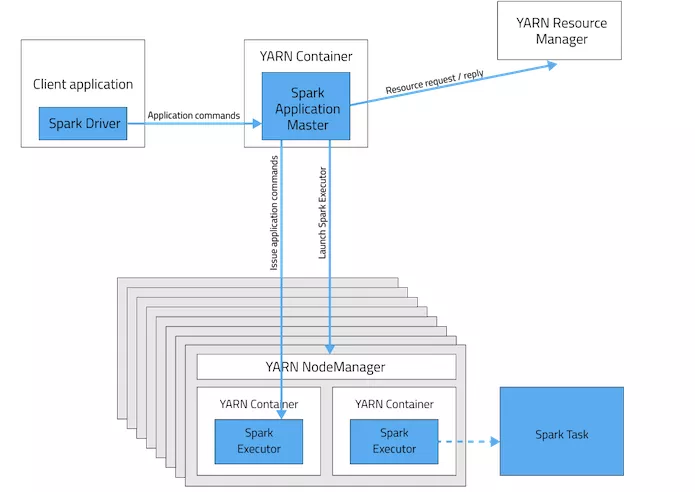 YARN Resource
Manager
YARN Container
Client application
Spark
Application
Master
Spark Driver
Application commands
Resource request / reply
Issue application commands
Launch Spark Executor
YARN NodeManager
YARN Container
YARN Container
Spark
Executor
Spark
Executor
Spark Task